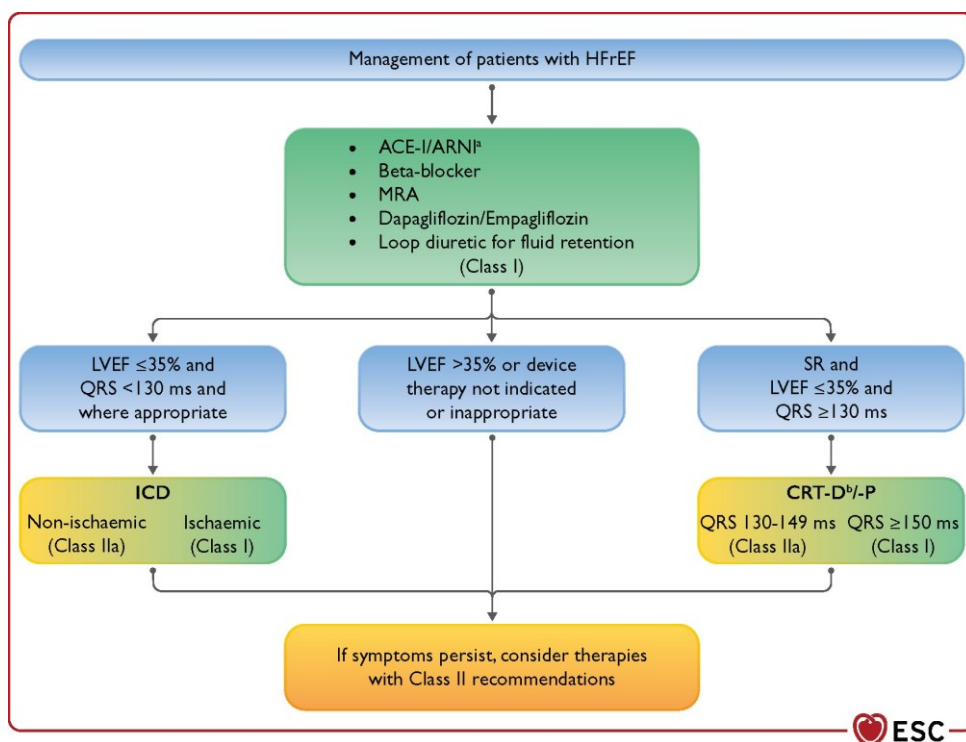 Management of patients with HFrEF
• ACE-I/ARNIᵃ
• Beta-blocker
• MRA
• Dapagliflozin/Empagliflozin
• Loop diuretic for fluid retention
(Class I)
LVEF ≤35% and
QRS <130 ms and
where appropriate
LVEF >35% or device
therapy not indicated
or inappropriate
SR and
LVEF ≤35% and
QRS ≥130 ms
ICD
Non-ischaemic
(Class IIa)
Ischaemic
(Class I)
CRT-Dᵇ/-P
QRS 130-149 ms
(Class IIa)
QRS ≥150 ms
(Class I)
If symptoms persist, consider therapies
with Class II recommendations
ESC